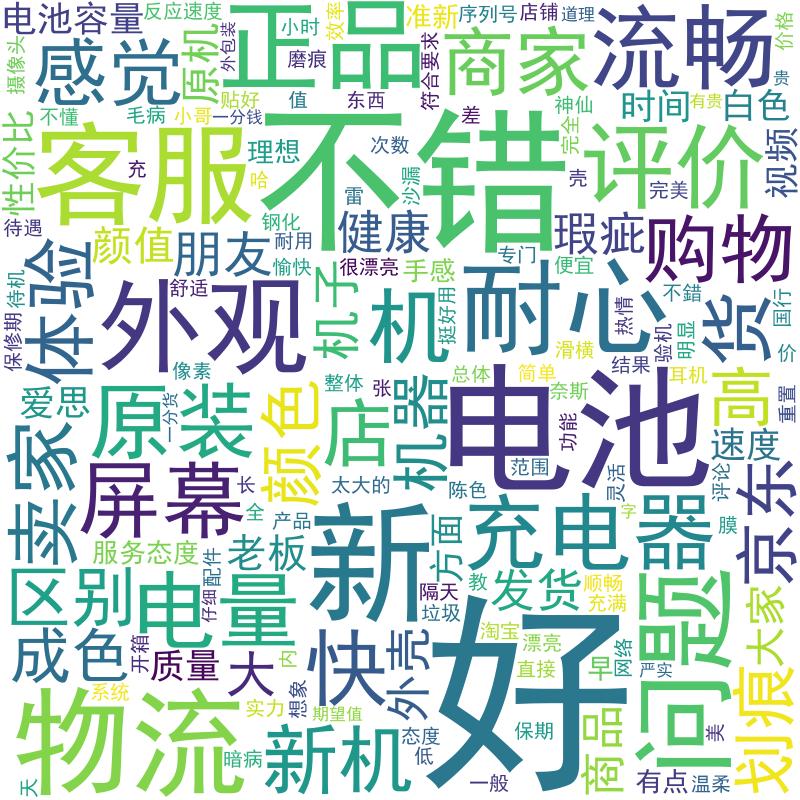 电池容量
反应速度
小时
正品
效率
准新
序列号
店铺
道理
流畅
价格
摄像头
感觉
原机
外包装
磨痕
商家
符合要求
贵
性价比
不懂
毛病
贴好
小哥
一分钱
值
东西
差
神仙
有贵
时间
白色
客服
理想
不错
次数
完全
评价
视频
充
哈
雷
沙漏
壳
完美
待遇
颜值
朋友
钢化
耐用
健康
瑕疵
购物
体验
愉快
很漂亮
手感
专门
便宜
保修期
待机
外观
舒适
机子
机
挺好用
耐心
热情
不错
验机
明显
货
国行
价
像素
整体
张
总体
滑横
简单
奈斯
结果
耳机
重置
爱思
原装
一分货
颜色
店
机器
电池
功能
高
速度
卖家
屏幕
长
太大的
陈色
范围
灵活
评论
京东
全
产品
新
方面
充电器
字
膜
服务态度
老板
区别
电量
仔细
配件
隔天
垃圾
教
发货
顺畅
充满
问题
大家
成色
开箱
质量
大
内
快
外壳
淘宝
漂亮
直接
好
早
网络
严实
系统
实力
想象
期望值
划痕
物流
暗病
新机
态度
低
保期
商品
美
天
一般
有点
温柔